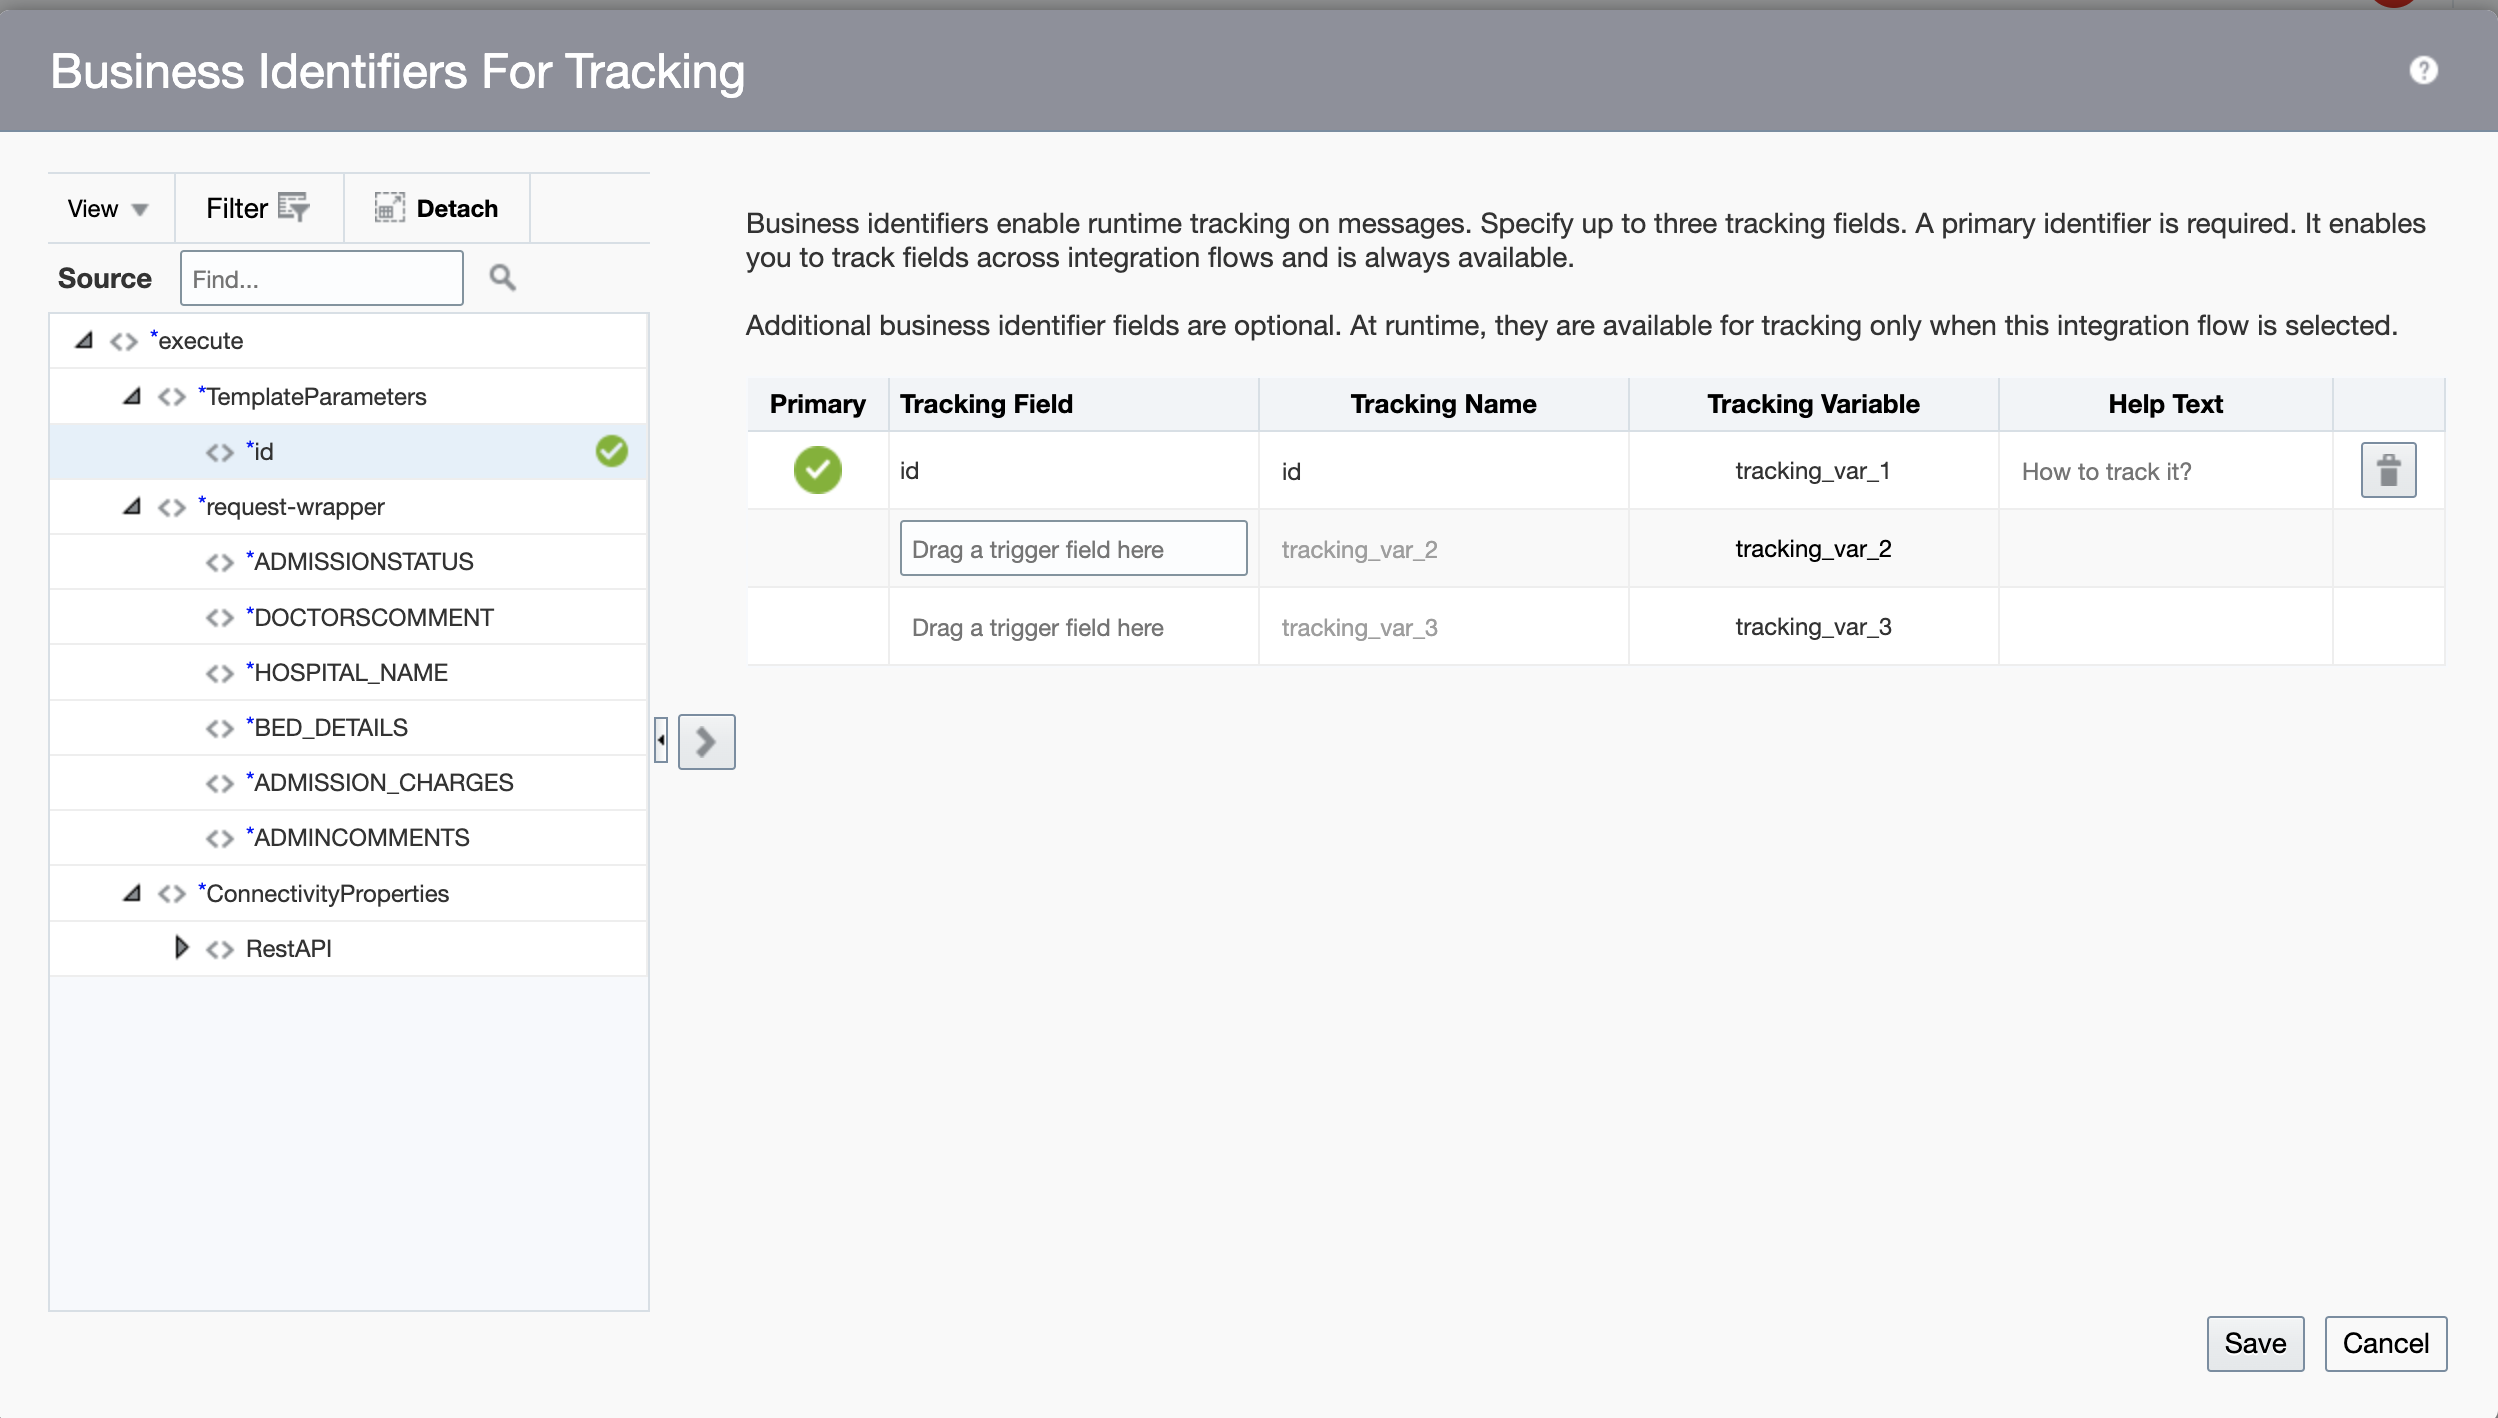 Business Identifiers For Tracking
?
View Filter Detach
Source Find...
*execute
*TemplateParameters
*id
*request-wrapper
*ADMISSIONSTATUS
*DOCTORSCOMMENT
*HOSPITAL_NAME
*BED_DETAILS
*ADMISSION_CHARGES
*ADMINCOMMENTS
*ConnectivityProperties
RestAPI
Business identifiers enable runtime tracking on messages. Specify up to three tracking fields. A primary identifier is required. It enables
you to track fields across integration flows and is always available.
Additional business identifier fields are optional. At runtime, they are available for tracking only when this integration flow is selected.
Primary Tracking Field Tracking Name Tracking Variable Help Text
id id tracking_var_1 How to track it?
Drag a trigger field here tracking_var_2 tracking_var_2
Drag a trigger field here tracking_var_3 tracking_var_3
Save Cancel